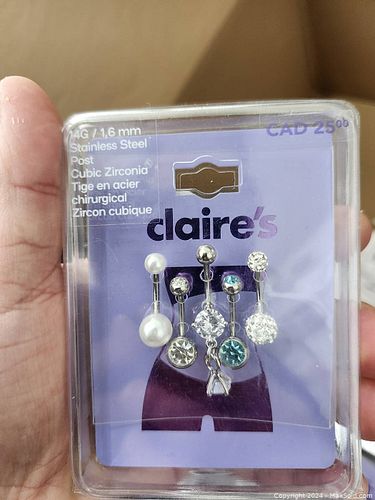 14G / 1,6 mm
Stainless Steel
Post
Cubic Zirconia
Tige en acier
chirurgical
Zircon cubique
CAD 25⁰⁰
claire's
Copyright 2024 - MaxSold.com